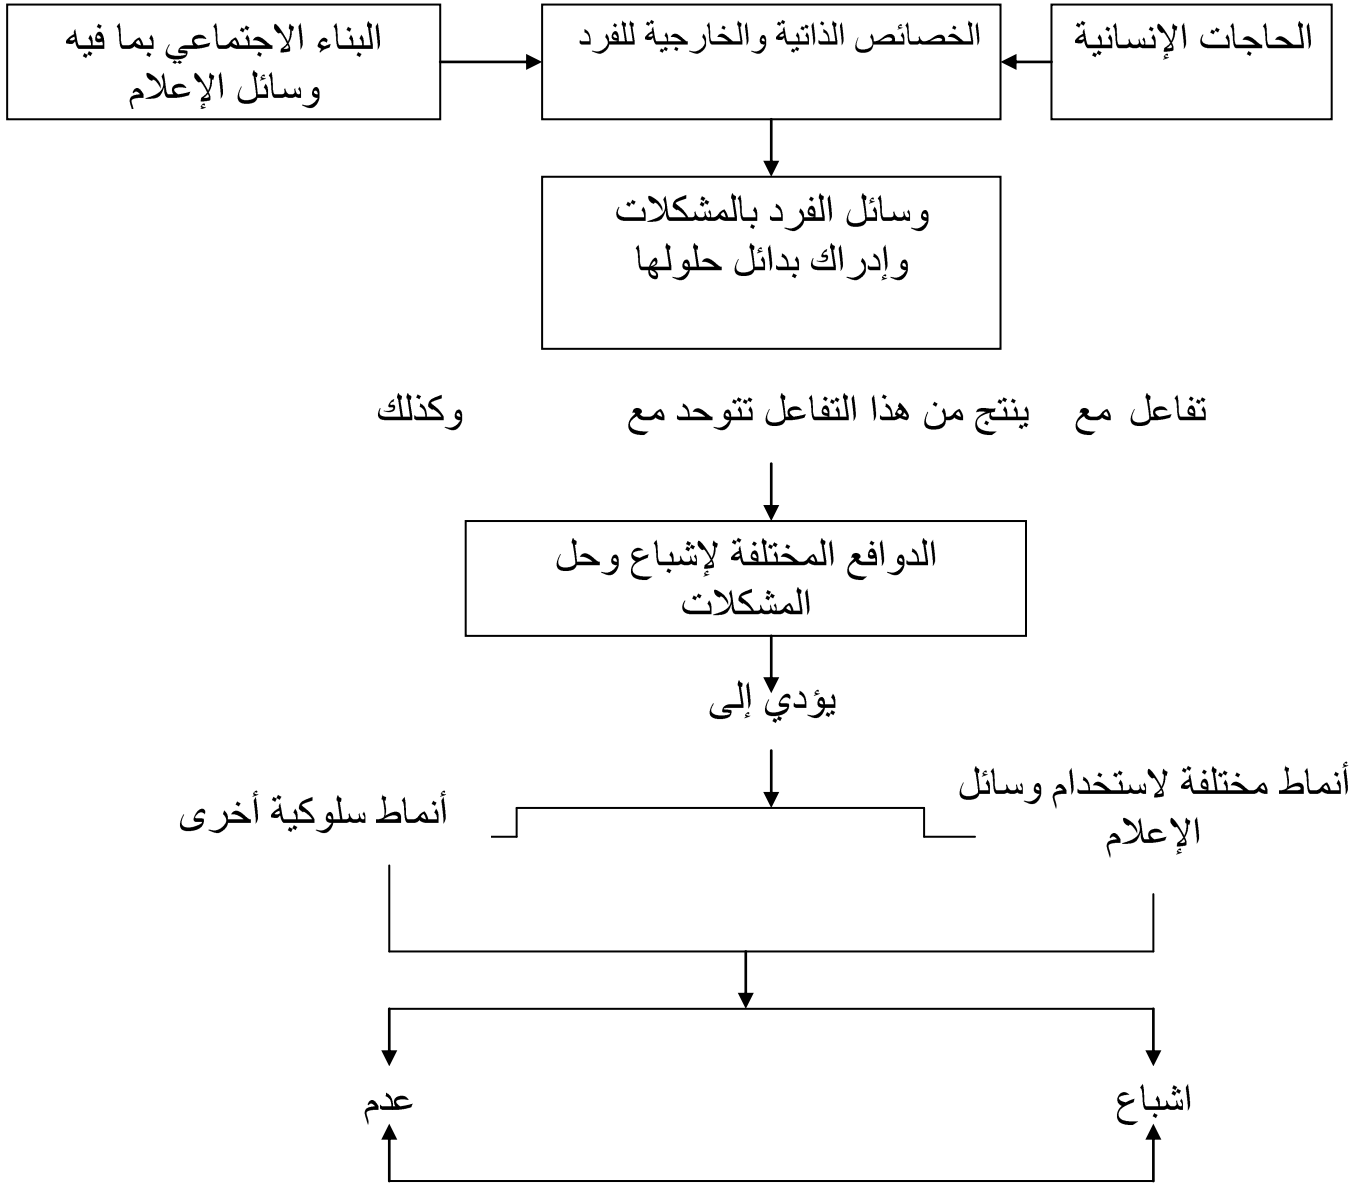 الحاجات الإنسانية
الخصائص الذاتية والخارجية للفرد
البناء الاجتماعي بما فيه
وسائل الإعلام
وسائل الفرد بالمشكلات
وإدراك بدائل حلولها
تفاعل مع ينتج من هذا التفاعل تتوحد مع وكذلك
الدوافع المختلفة لإشباع وحل
المشكلات
يؤدي إلى
أنماط مختلفة لاستخدام وسائل
الإعلام
أنماط سلوكية أخرى
اشباع
عدم